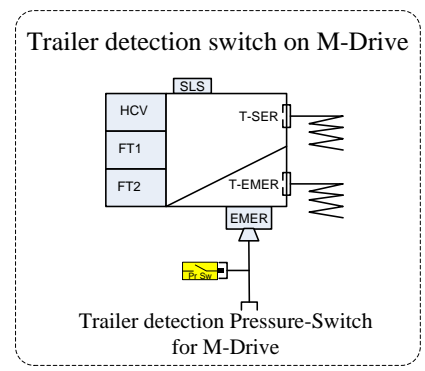 Trailer detection switch on M-Drive
SLS
HCV
T-SER
FT1
FT2
T-EMER
EMER
Pr Sw
Trailer detection Pressure-Switch
for M-Drive